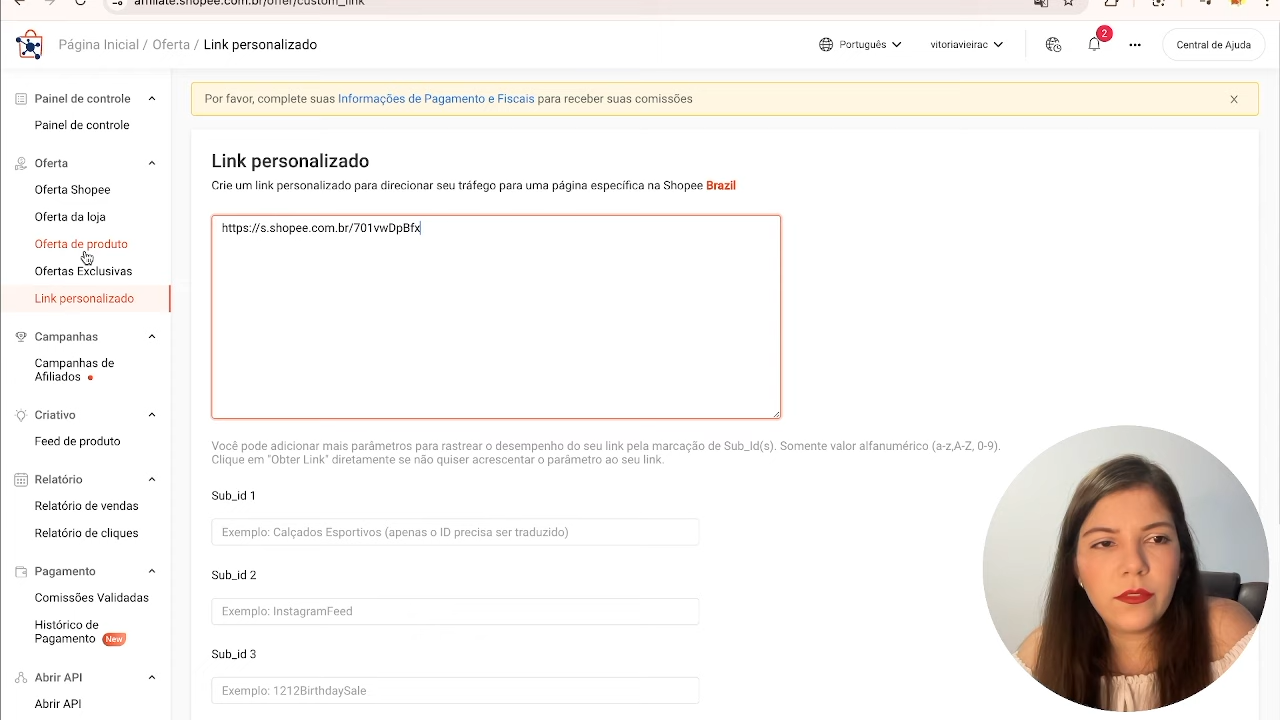 affiliate.shopee.com.br/offer/custom_link
Página Inicial / Oferta / Link personalizado
Português
vitoriavieirac
2
Central de Ajuda
Painel de controle
Painel de controle
Oferta
Oferta Shopee
Oferta da loja
Oferta de produto
Ofertas Exclusivas
Link personalizado
Campanhas
Campanhas de
Afiliados
Criativo
Feed de produto
Relatório
Relatório de vendas
Relatório de cliques
Pagamento
Comissões Validadas
Histórico de
Pagamento New
Abrir API
Abrir API
Por favor, complete suas Informações de Pagamento e Fiscais para receber suas comissões
Link personalizado
Crie um link personalizado para direcionar seu tráfego para uma página específica na Shopee Brazil
https://s.shopee.com.br/701vwDpBfx
Você pode adicionar mais parâmetros para rastrear o desempenho do seu link pela marcação de Sub_Id(s). Somente valor alfanumérico (a-z,A-Z, 0-9).
Clique em "Obter Link" diretamente se não quiser acrescentar o parâmetro ao seu link.
Sub_id 1
Exemplo: Calçados Esportivos (apenas o ID precisa ser traduzido)
Sub_id 2
Exemplo: InstagramFeed
Sub_id 3
Exemplo: 1212BirthdaySale